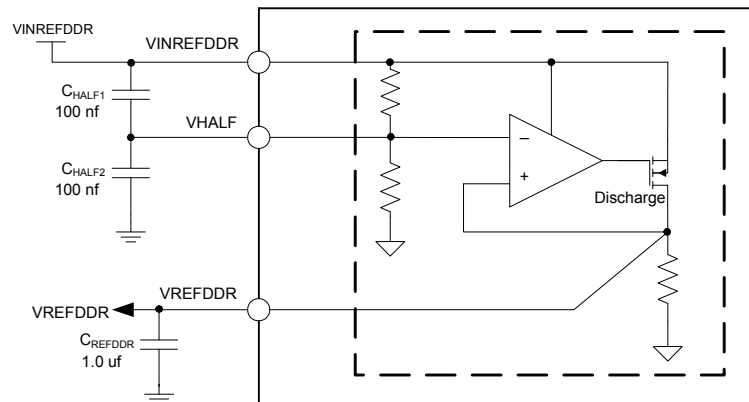 VINREFDDR
VINREFDDR
CHALF1
100 nf
VHALF
CHALF2
100 nf
−
+
Discharge
VREFDDR
VREFDDR
CREFDDR
1.0 uf